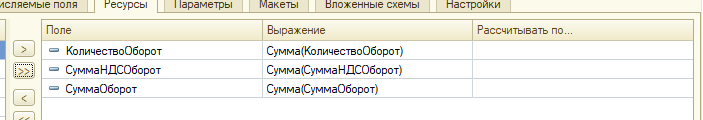 исляемые поля Ресурсы Параметры Макеты Вложенные схемы Настройки
Поле Выражение Рассчитывать по...
> КоличествоОборот Сумма(КоличествоОборот)
>> СуммаНДСОборот Сумма(СуммаНДСОборот)
< СуммаОборот Сумма(СуммаОборот)
<<